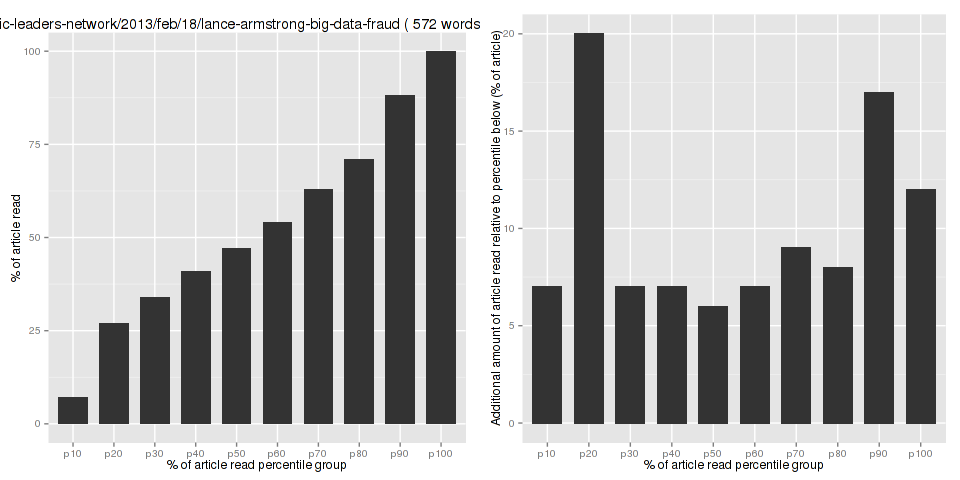 ic-leaders-network/2013/feb/18/lance-armstrong-big-data-fraud ( 572 words
% of article read
100
75
50
25
0
p10 p20 p30 p40 p50 p60 p70 p80 p90 p100
% of article read percentile group
Additional amount of article read relative to percentile below (% of article)
20
15
10
5
0
p10 p20 p30 p40 p50 p60 p70 p80 p90 p100
% of article read percentile group